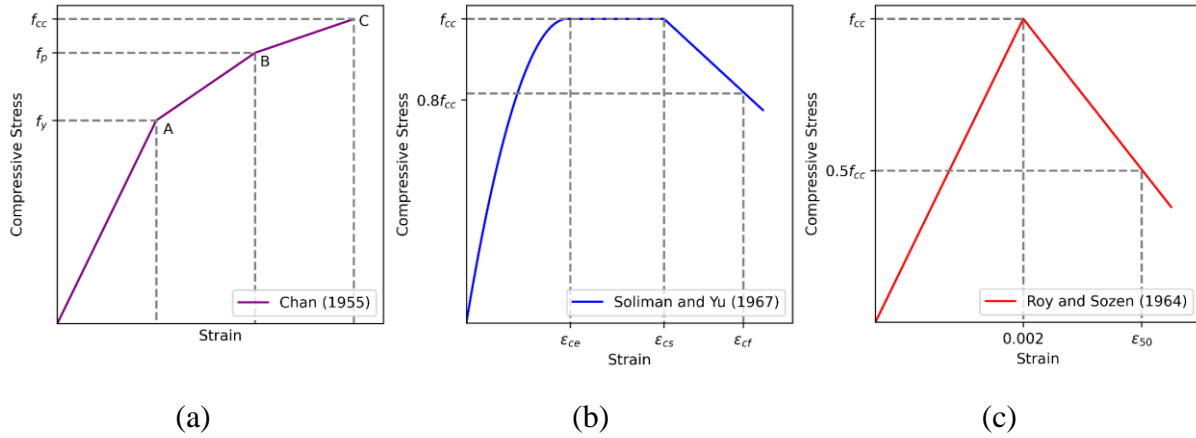 f_cc
f_p
f_y
Compressive Stress
A
B
C
Chan (1955)
Strain
(a)
f_cc
0.8f_cc
Compressive Stress
Soliman and Yu (1967)
ε_ce
ε_cs
ε_cf
Strain
(b)
f_cc
0.5f_cc
Compressive Stress
Roy and Sozen (1964)
0.002
ε_50
Strain
(c)